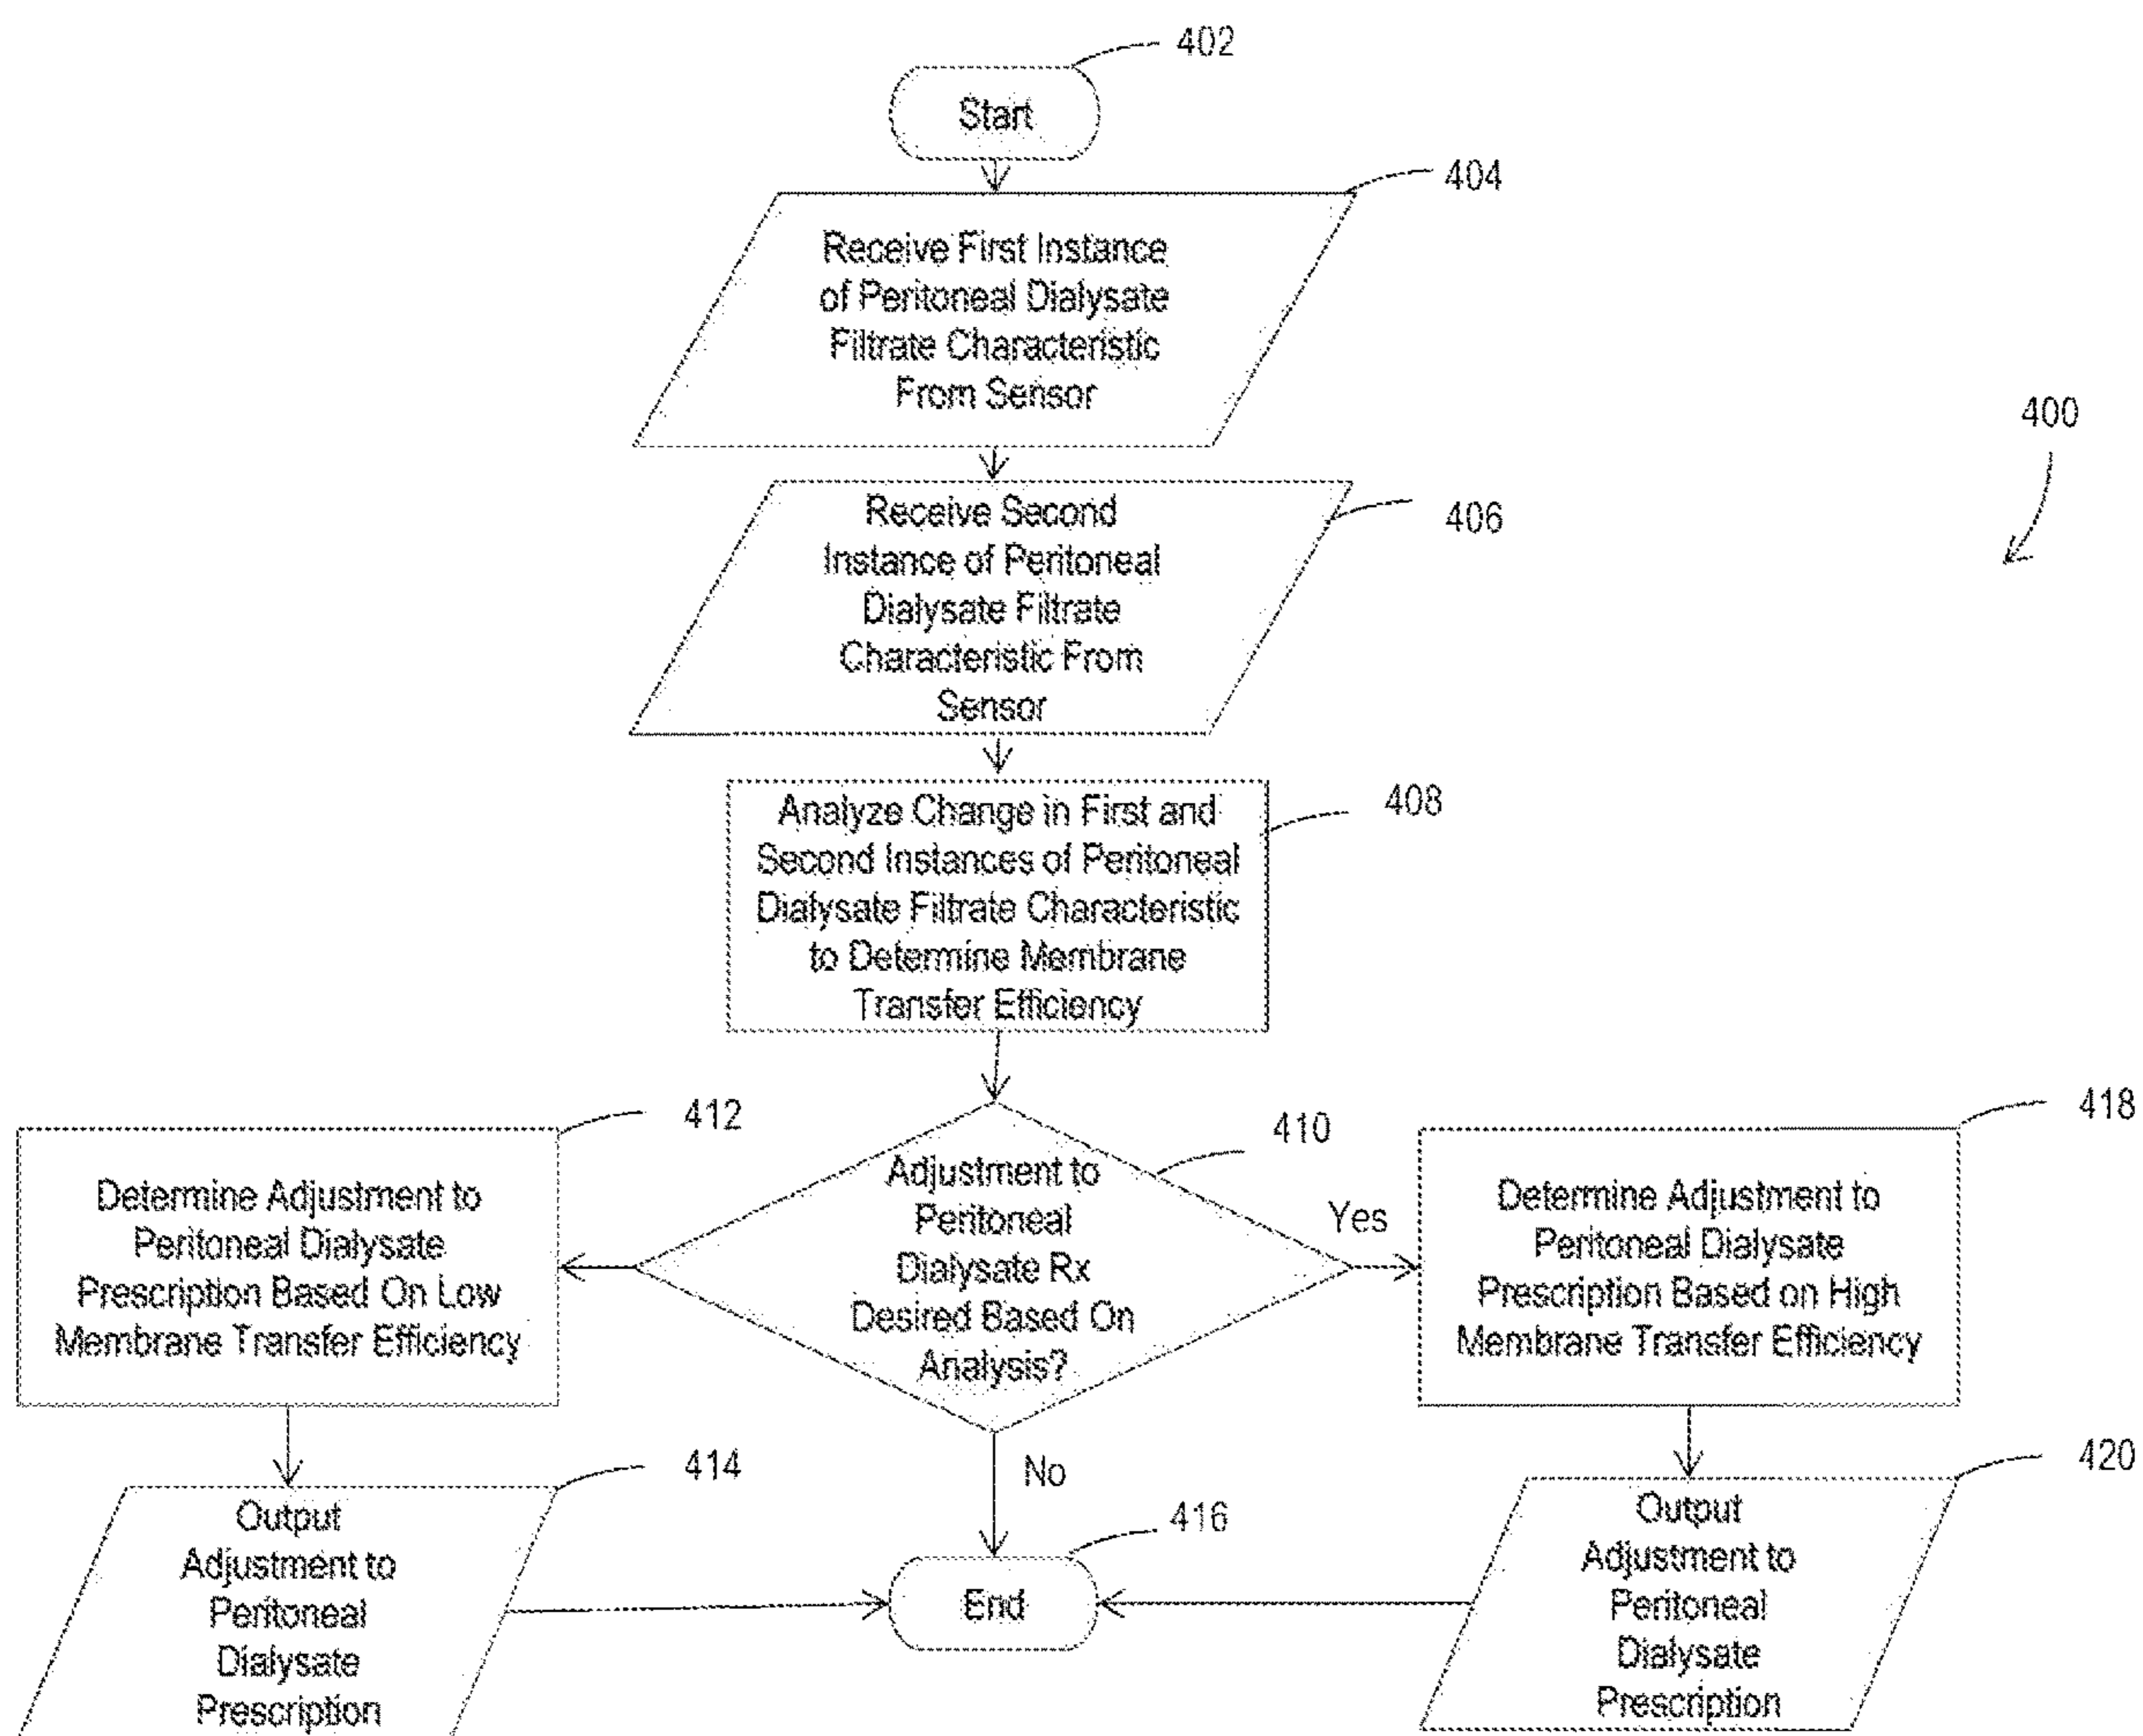 402
Start
404
Receive First Instance
of Peritoneal Dialysate
Filtrate Characteristic
From Sensor
400
406
Receive Second
Instance of Peritoneal
Dialysate Filtrate
Characteristic From
Sensor
408
Analyze Change in First and
Second Instances of Peritoneal
Dialysate Filtrate Characteristic
to Determine Membrane
Transfer Efficiency
412
Determine Adjustment to
Peritoneal Dialysate
Prescription Based On Low
Membrane Transfer Efficiency
410
Adjustment to
Peritoneal
Dialysate Rx
Desired Based On
Analysis?
Yes
418
Determine Adjustment to
Peritoneal Dialysate
Prescription Based on High
Membrane Transfer Efficiency
414
Output
Adjustment to
Peritoneal
Dialysate
Prescription
No
416
End
420
Output
Adjustment to
Peritoneal
Dialysate
Prescription